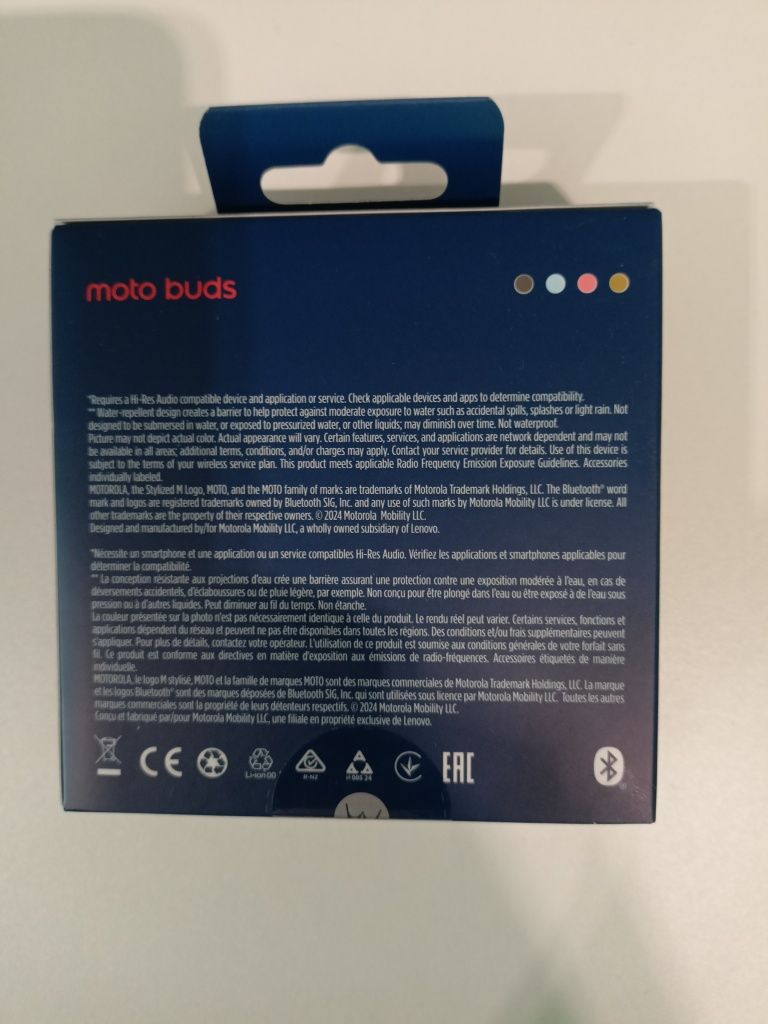 moto buds
*Requires a Hi-Res Audio compatible device and application or service. Check applicable devices and apps to determine compatibility.
** Water-repellent design creates a barrier to help protect against moderate exposure to water such as accidental spills, splashes or light rain. Not
designed to be submersed in water, or exposed to pressurized water, or other liquids; may diminish over time. Not waterproof.
Picture may not depict actual color. Actual appearance will vary. Certain features, services, and applications are network dependent and may not
be available in all areas; additional terms, conditions, and/or charges may apply. Contact your service provider for details. Use of this device is
subject to the terms of your wireless service plan. This product meets applicable Radio Frequency Emission Exposure Guidelines. Accessories
individually labeled.
MOTOROLA, the Stylized M Logo, MOTO, and the MOTO family of marks are trademarks of Motorola Trademark Holdings, LLC. The Bluetooth® word
mark and logos are registered trademarks owned by Bluetooth SIG, Inc. and any use of such marks by Motorola Mobility LLC is under license. All
other trademarks are the property of their respective owners. © 2024 Motorola Mobility LLC.
Designed and manufactured by/for Motorola Mobility LLC, a wholly owned subsidiary of Lenovo.
*Nécessite un smartphone et une application ou un service compatibles Hi-Res Audio. Vérifiez les applications et smartphones applicables pour
déterminer la compatibilité.
** La conception résistante aux projections d'eau crée une barrière assurant une protection contre une exposition modérée à l'eau, en cas de
déversements accidentels, d'éclaboussures ou de pluie légère, par exemple. Non conçu pour être plongé dans l'eau ou être exposé à de l'eau sous
pression ou à d'autres liquides. Peut diminuer au fil du temps. Non étanche.
La couleur présentée sur la photo n'est pas nécessairement identique à celle du produit. Le rendu réel peut varier. Certains services, fonctions et
applications dépendent du réseau et peuvent ne pas être disponibles dans toutes les régions. Des conditions et/ou frais supplémentaires peuvent
s'appliquer. Pour plus de détails, contactez votre opérateur. L'utilisation de ce produit est soumise aux conditions générales de votre forfait sans
fil. Ce produit est conforme aux directives en matière d'exposition aux émissions de radio-fréquences. Accessoires étiquetés de manière
individuelle.
MOTOROLA, le logo M stylisé, MOTO et la famille de marques MOTO sont des marques commerciales de Motorola Trademark Holdings, LLC. La marque
et les logos Bluetooth® sont des marques déposées de Bluetooth SIG, Inc. qui sont utilisées sous licence par Motorola Mobility LLC. Toutes les autres
marques commerciales sont la propriété de leurs détenteurs respectifs. © 2024 Motorola Mobility LLC.
Conçu et fabriqué par/pour Motorola Mobility LLC, une filiale en propriété exclusive de Lenovo.
CE Li-ion 00 R-NZ EAC